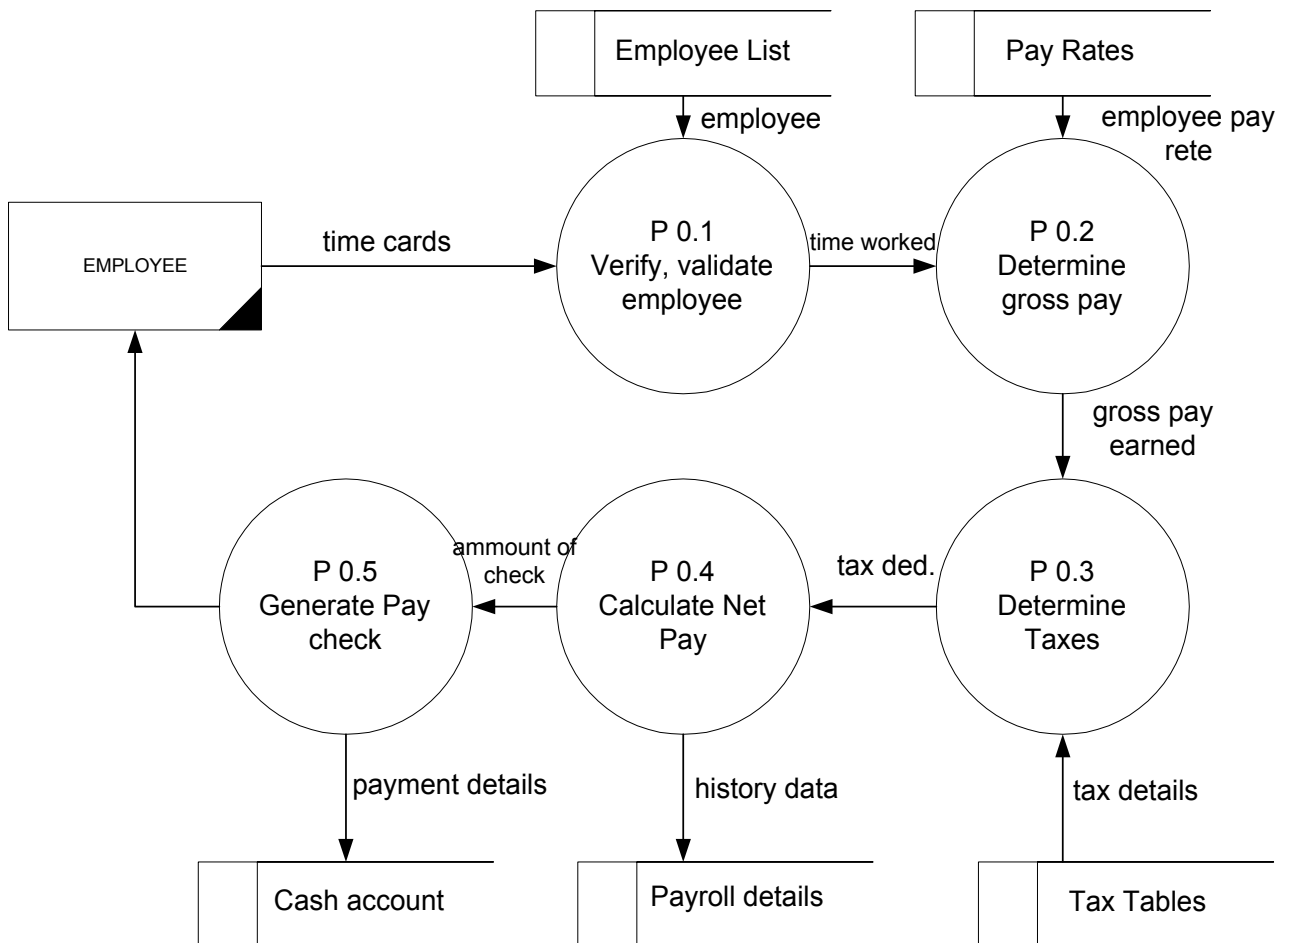 Employee List
Pay Rates
employee
employee pay
rete
EMPLOYEE
time cards
P 0.1
Verify, validate
employee
time worked
P 0.2
Determine
gross pay
gross pay
earned
P 0.5
Generate Pay
check
ammount of
check
P 0.4
Calculate Net
Pay
tax ded.
P 0.3
Determine
Taxes
payment details
history data
tax details
Cash account
Payroll details
Tax Tables